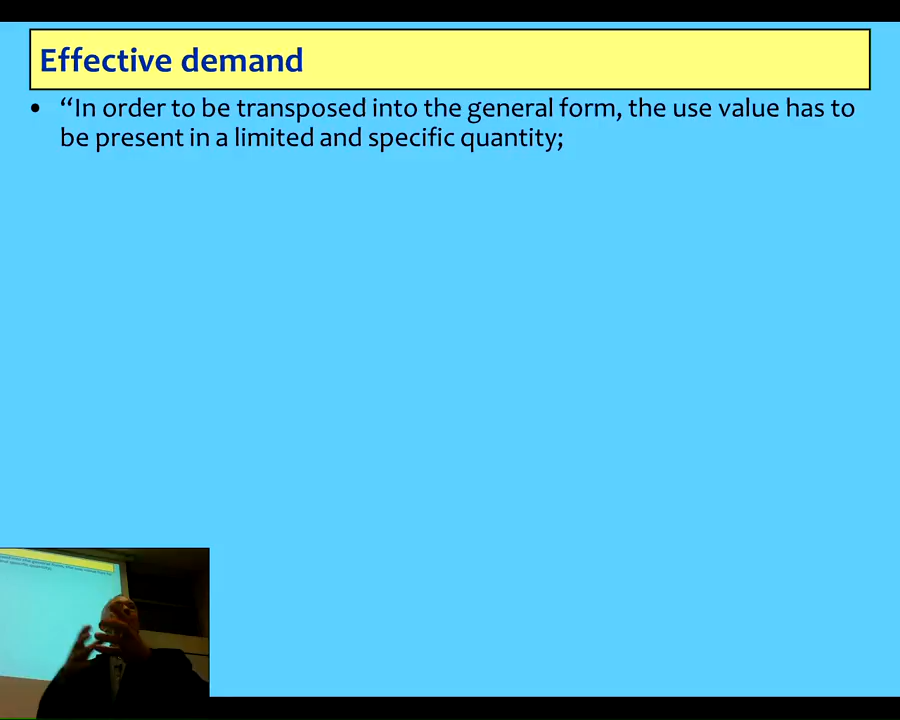 Effective demand
• “In order to be transposed into the general form, the use value has to
be present in a limited and specific quantity;